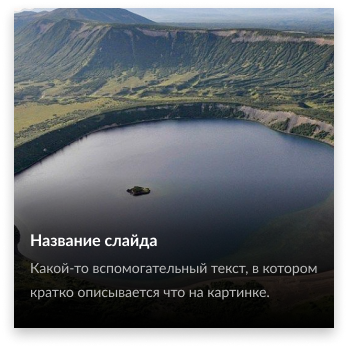 Название слайда
Какой-то вспомогательный текст, в котором
кратко описывается что на картинке.